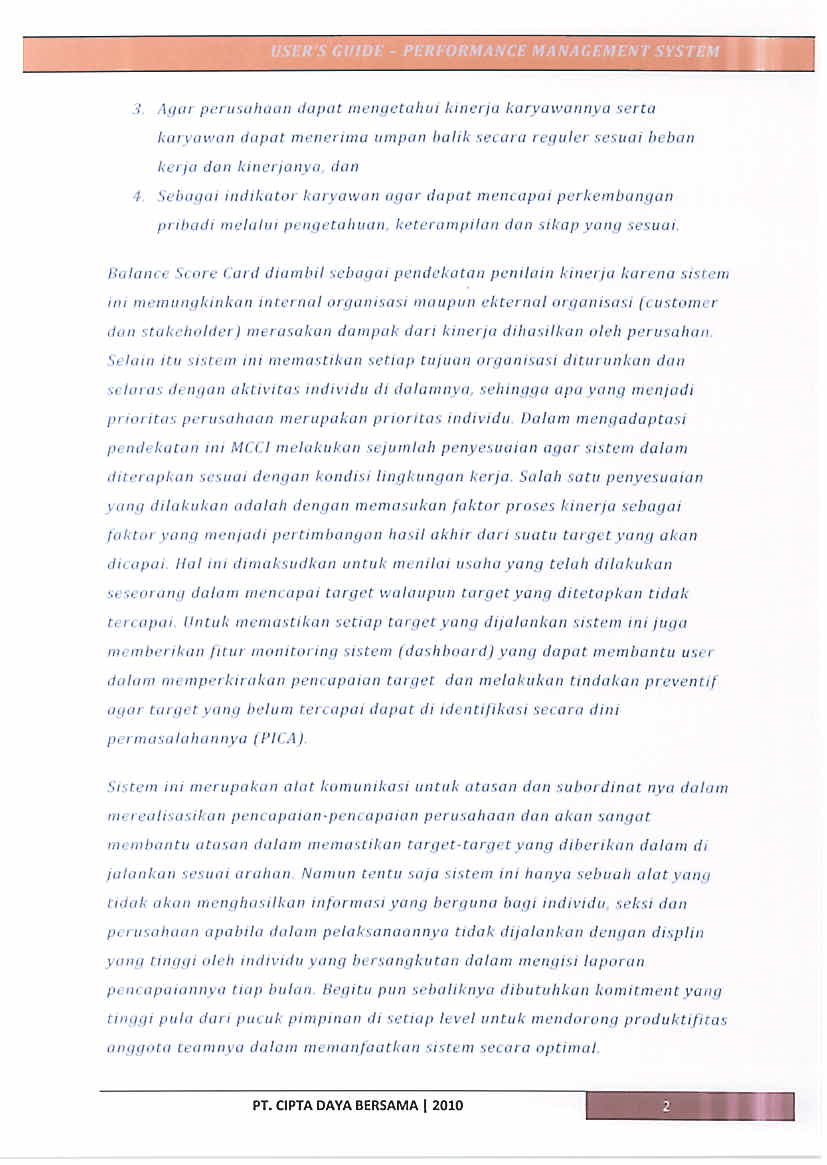 USER'S GUIDE – PERFORMANCE MANAGEMENT SYSTEM
3. Agar perusahaan dapat mengetahui kinerja karyawannya serta
karyawan dapat menerima umpan balik secara reguler sesuai beban
kerja dan kinerjanya, dan
4. Sebagai indikator karyawan agar dapat mencapai perkembangan
pribadi melalui pengetahuan, keterampilan dan sikap yang sesuai.
Balance Score Card diambil sebagai pendekatan penilain kinerja karena sistem
ini memungkinkan internal organisasi maupun ekternal organisasi (customer
dan stakeholder) merasakan dampak dari kinerja dihasilkan oleh perusahan.
Selain itu sistem ini memastikan setiap tujuan organisasi diturunkan dan
selaras dengan aktivitas individu di dalamnya, sehingga apa yang menjadi
prioritas perusahaan merupakan prioritas individu. Dalam mengadaptasi
pendekatan ini MCCI melakukan sejumlah penyesuaian agar sistem dalam
diterapkan sesuai dengan kondisi lingkungan kerja. Salah satu penyesuaian
yang dilakukan adalah dengan memasukan faktor proses kinerja sebagai
faktor yang menjadi pertimbangan hasil akhir dari suatu target yang akan
dicapai. Hal ini dimaksudkan untuk menilai usaha yang telah dilakukan
seseorang dalam mencapai target walaupun target yang ditetapkan tidak
tercapai. Untuk memastikan setiap target yang dijalankan sistem ini juga
memberikan fitur monitoring sistem (dashboard) yang dapat membantu user
dalam memperkirakan pencapaian target dan melakukan tindakan preventif
agar target yang belum tercapai dapat di identifikasi secara dini
permasalahannya (PICA).
Sistem ini merupakan alat komunikasi untuk atasan dan subordinat nya dalam
merealisasikan pencapaian-pencapaian perusahaan dan akan sangat
membantu atasan dalam memastikan target-target yang diberikan dalam di
jalankan sesuai arahan. Namun tentu saja sistem ini hanya sebuah alat yang
tidak akan menghasilkan informasi yang berguna bagi individu, seksi dan
perusahaan apabila dalam pelaksanaannya tidak dijalankan dengan displin
yang tinggi oleh individu yang bersangkutan dalam mengisi laporan
pencapaiannya tiap bulan. Begitu pun sebaliknya dibutuhkan komitment yang
tinggi pula dari pucuk pimpinan di setiap level untuk mendorong produktifitas
anggota teamnya dalam memanfaatkan sistem secara optimal.
PT. CIPTA DAYA BERSAMA | 2010
2